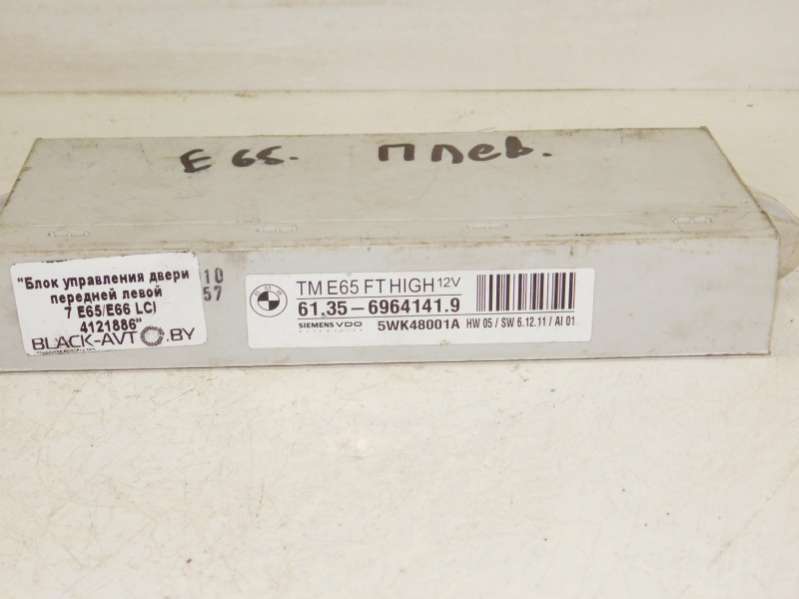 E 65. П Лев.
"Блок управления двери
передней левой
7 E65/E66 LCI
4121886"
BLACK-AVTO.BY
10
57
TM E65 FT HIGH 12V
61.35 - 6964141.9
SIEMENS VDO
5WK48001A HW 05 / SW 6.12.11 / AI 01